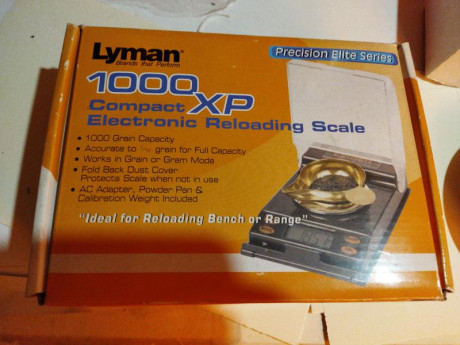 Lyman®
Brands that Perform
Precision Elite Series
1000XP
Compact
Electronic Reloading Scale
• 1000 Grain Capacity
• Accurate to grain for Full Capacity
• Works in Grain or Gram Mode
• Fold Back Dust Cover
Protects Scale when not in use
• AC Adapter, Powder Pan &
Calibration Weight Included
"Ideal for Reloading Bench or Range"